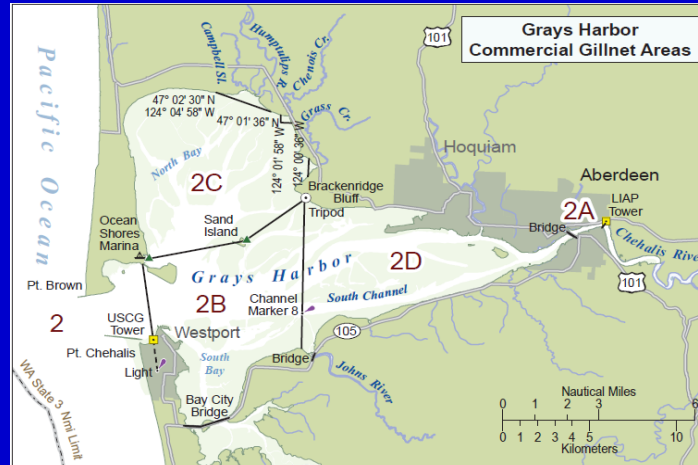 Grays Harbor
Commercial Gillnet Areas
Pacific Ocean
Campbell Sl.
Humptulips R.
Chenois Cr.
Grass Cr.
101
47° 02' 30" N
124° 04' 58" W
47° 01' 36" N
124° 01' 58" W
124° 00' 36" W
North Bay
2C
Hoquiam
Aberdeen
Brackenridge
Bluff
Tripod
LIAP
Tower
2A
Bridge
Chehalis River
101
Ocean
Shores
Marina
Sand
Island
Grays Harbor
2D
Pt. Brown
2B
Channel
Marker 8
South Channel
2
USCG
Tower
Westport
105
Pt. Chehalis
Light
South
Bay
Bridge
Johns River
Bay City
Bridge
WA State 3 Nmi Limit
Nautical Miles
0 1 2 3 6
0 1 2 3 4 5 10
Kilometers